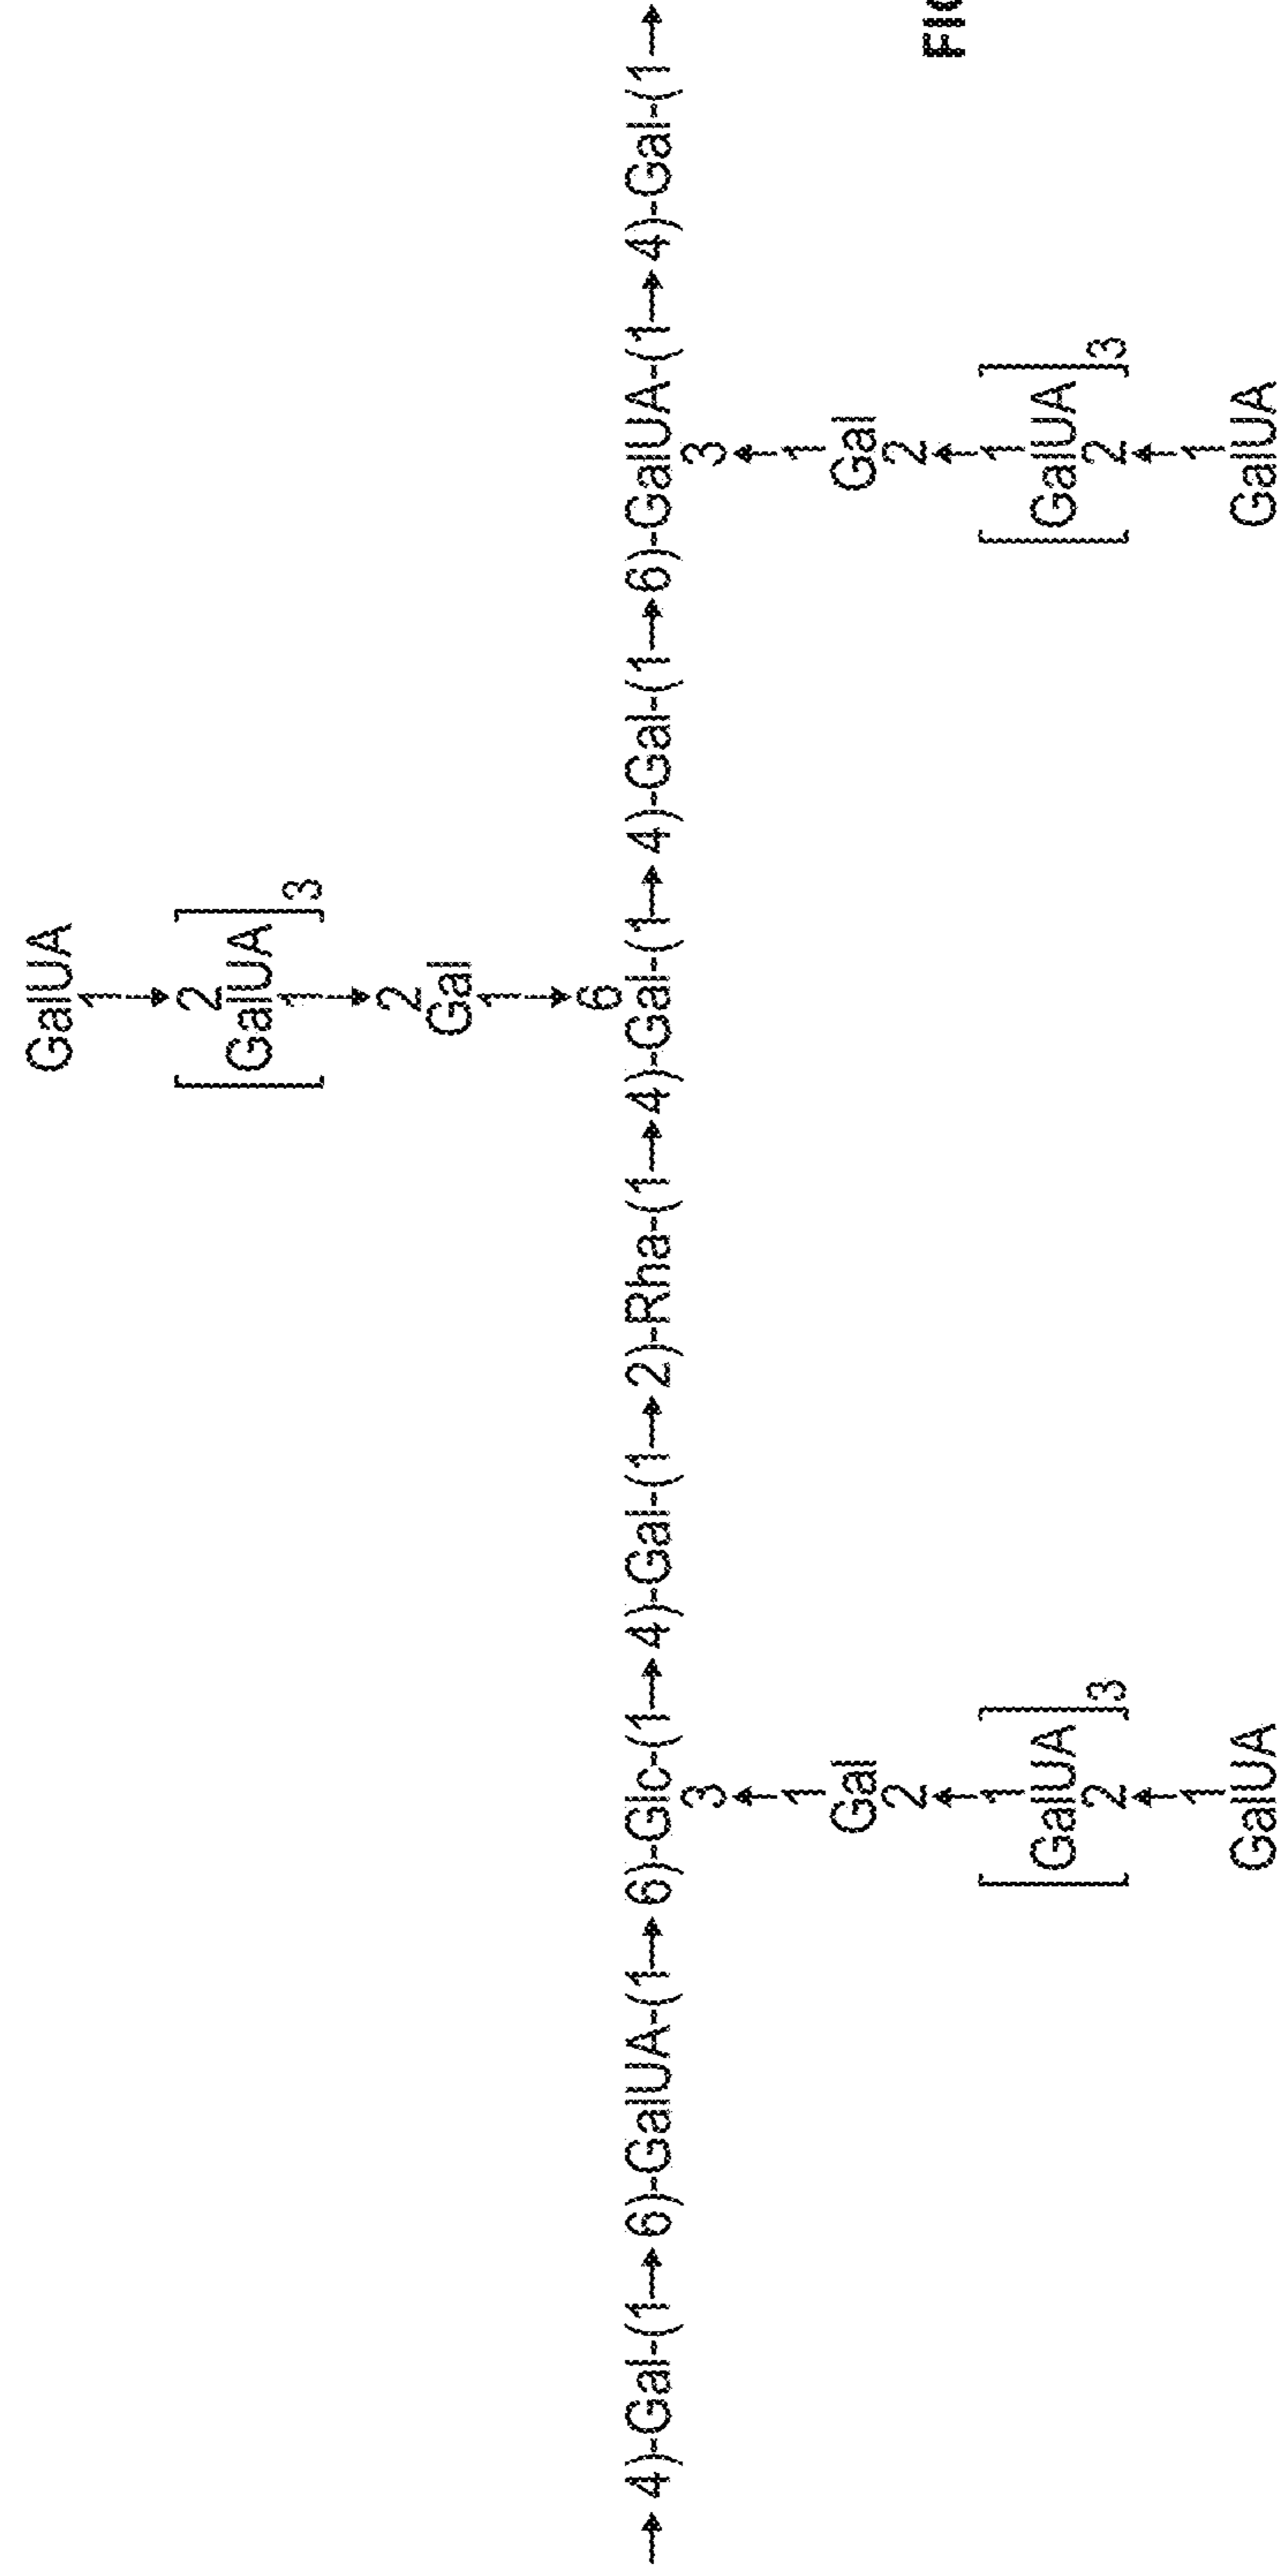 GalUA
1
↓
2
[GalUA]3
1
↓
2
Gal
1
↓
6
→4)-Gal-(1→6)-GalUA-(1→6)-Glc-(1→4)-Gal-(1→2)-Rha-(1→4)-Gal-(1→4)-Gal-(1→6)-GalUA-(1→4)-Gal-(1→
3 3
↑ ↑
1 1
Gal Gal
2 2
↑ ↑
1 1
[GalUA]3 [GalUA]3
2 2
↑ ↑
1 1
GalUA GalUA